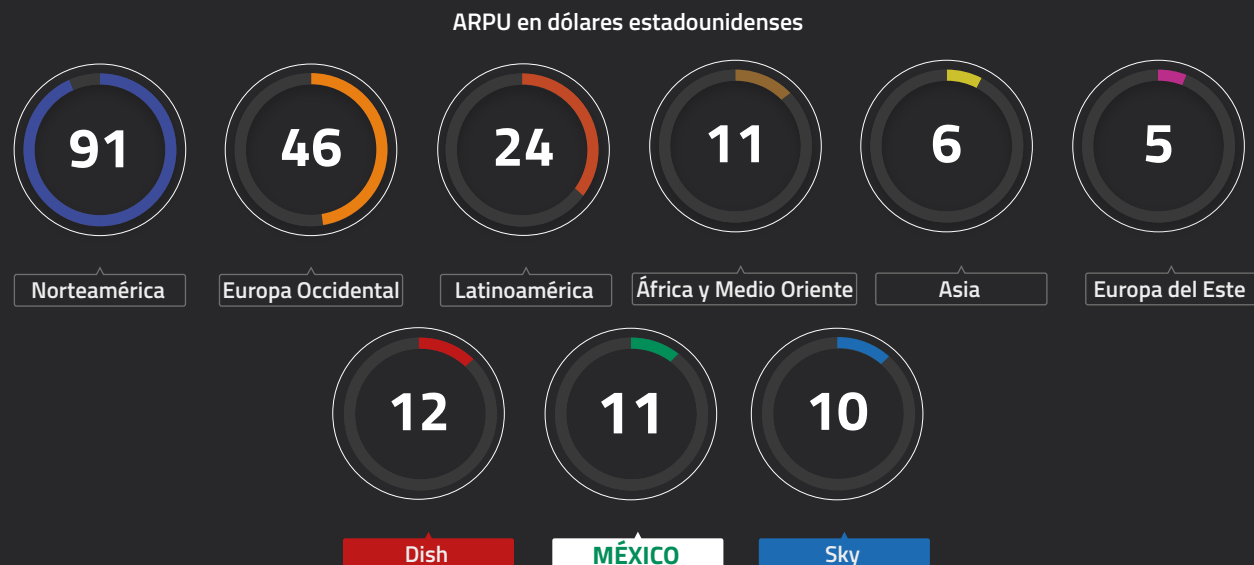 ARPU en dólares estadounidenses
91 46 24 11 6 5
Norteamérica Europa Occidental Latinoamérica África y Medio Oriente Asia Europa del Este
12 11 10
Dish MÉXICO Sky